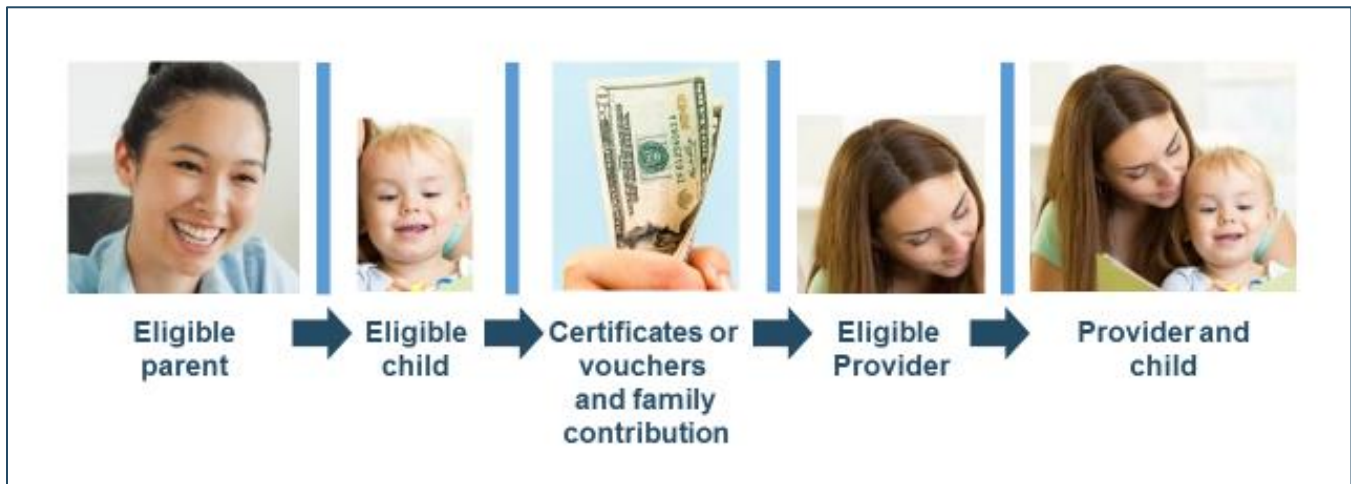 Eligible
parent
Eligible
child
Certificates or
vouchers
and family
contribution
Eligible
Provider
Provider and
child